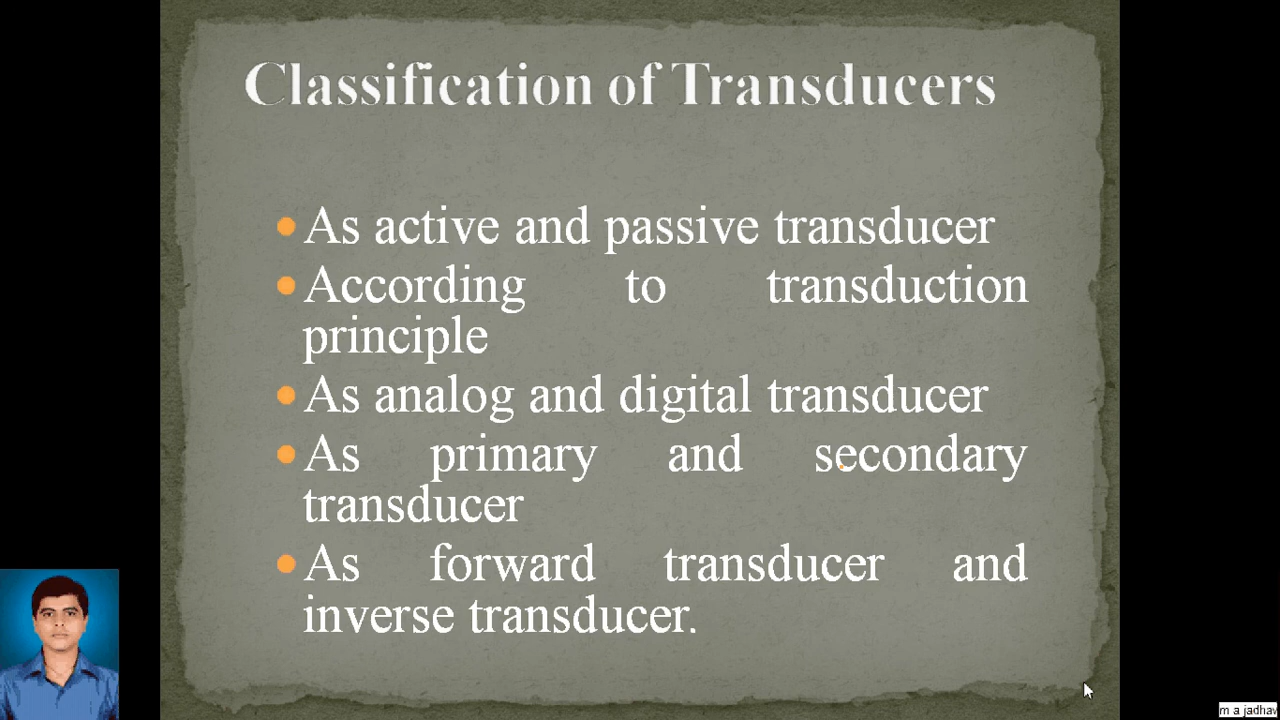 Classification of Transducers
As active and passive transducer
According to transduction
principle
As analog and digital transducer
As primary and secondary
transducer
As forward transducer and
inverse transducer.
m a jadhav